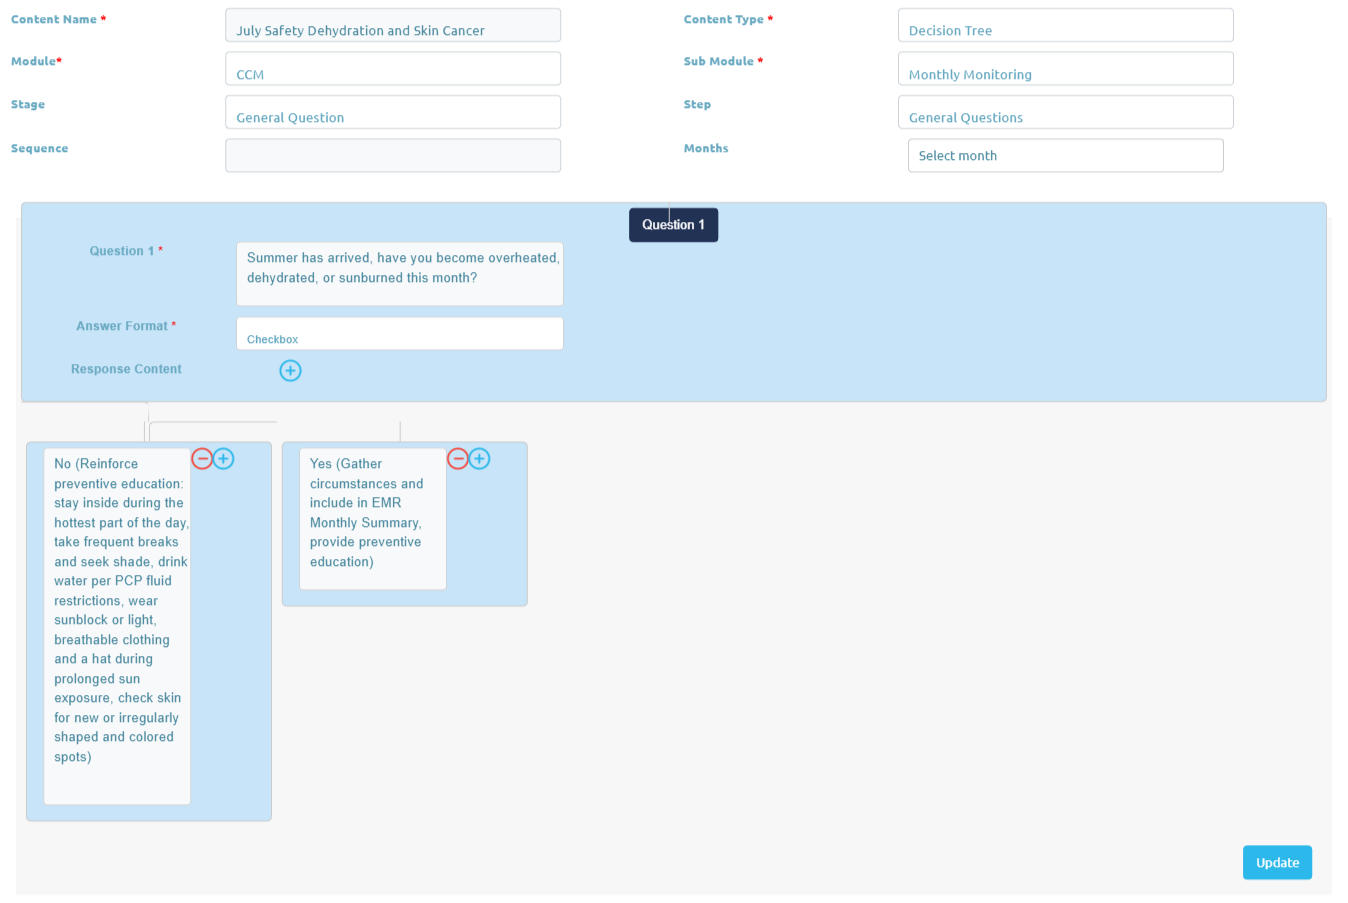 Content Name *
July Safety Dehydration and Skin Cancer
Content Type *
Decision Tree
Module*
CCM
Sub Module *
Monthly Monitoring
Stage
General Question
Step
General Questions
Sequence
Months
Select month
Question 1
Question 1 *
Summer has arrived, have you become overheated,
dehydrated, or sunburned this month?
Answer Format *
Checkbox
Response Content
No (Reinforce
preventive education:
stay inside during the
hottest part of the day,
take frequent breaks
and seek shade, drink
water per PCP fluid
restrictions, wear
sunblock or light,
breathable clothing
and a hat during
prolonged sun
exposure, check skin
for new or irregularly
shaped and colored
spots)
Yes (Gather
circumstances and
include in EMR
Monthly Summary,
provide preventive
education)
Update